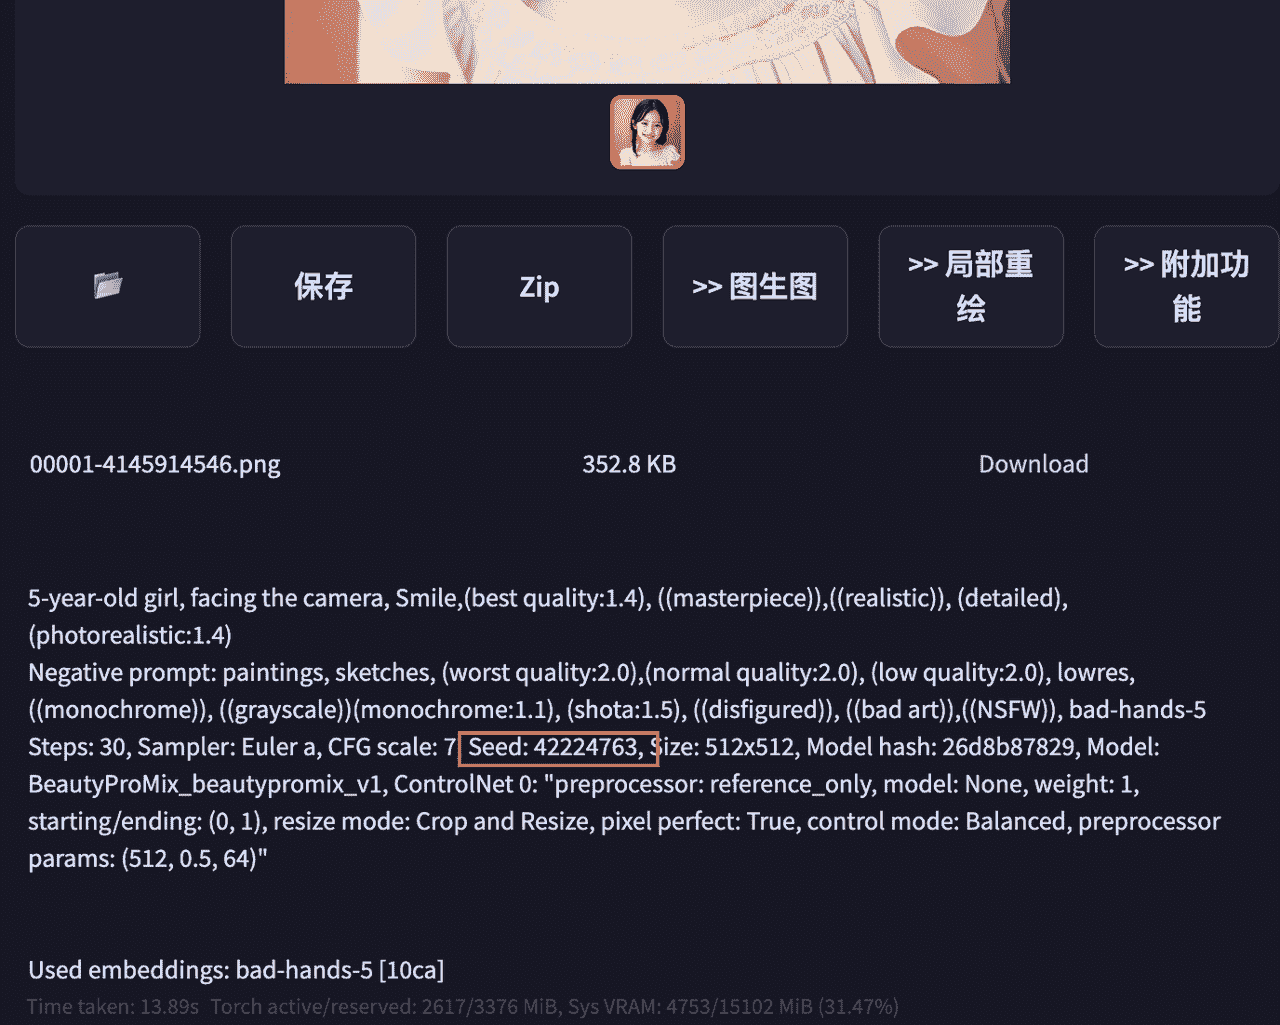 保存
Zip
>> 图生图
>> 局部重
绘
>> 附加功
能
00001-4145914546.png 352.8 KB Download
5-year-old girl, facing the camera, Smile,(best quality:1.4), ((masterpiece)),((realistic)), (detailed),
(photorealistic:1.4)
Negative prompt: paintings, sketches, (worst quality:2.0),(normal quality:2.0), (low quality:2.0), lowres,
((monochrome)), ((grayscale))(monochrome:1.1), (shota:1.5), ((disfigured)), ((bad art)),((NSFW)), bad-hands-5
Steps: 30, Sampler: Euler a, CFG scale: 7 Seed: 42224763, Size: 512x512, Model hash: 26d8b87829, Model:
BeautyProMix_beautypromix_v1, ControlNet 0: "preprocessor: reference_only, model: None, weight: 1,
starting/ending: (0, 1), resize mode: Crop and Resize, pixel perfect: True, control mode: Balanced, preprocessor
params: (512, 0.5, 64)"
Used embeddings: bad-hands-5 [10ca]
Time taken: 13.89s Torch active/reserved: 2617/3376 MiB, Sys VRAM: 4753/15102 MiB (31.47%)